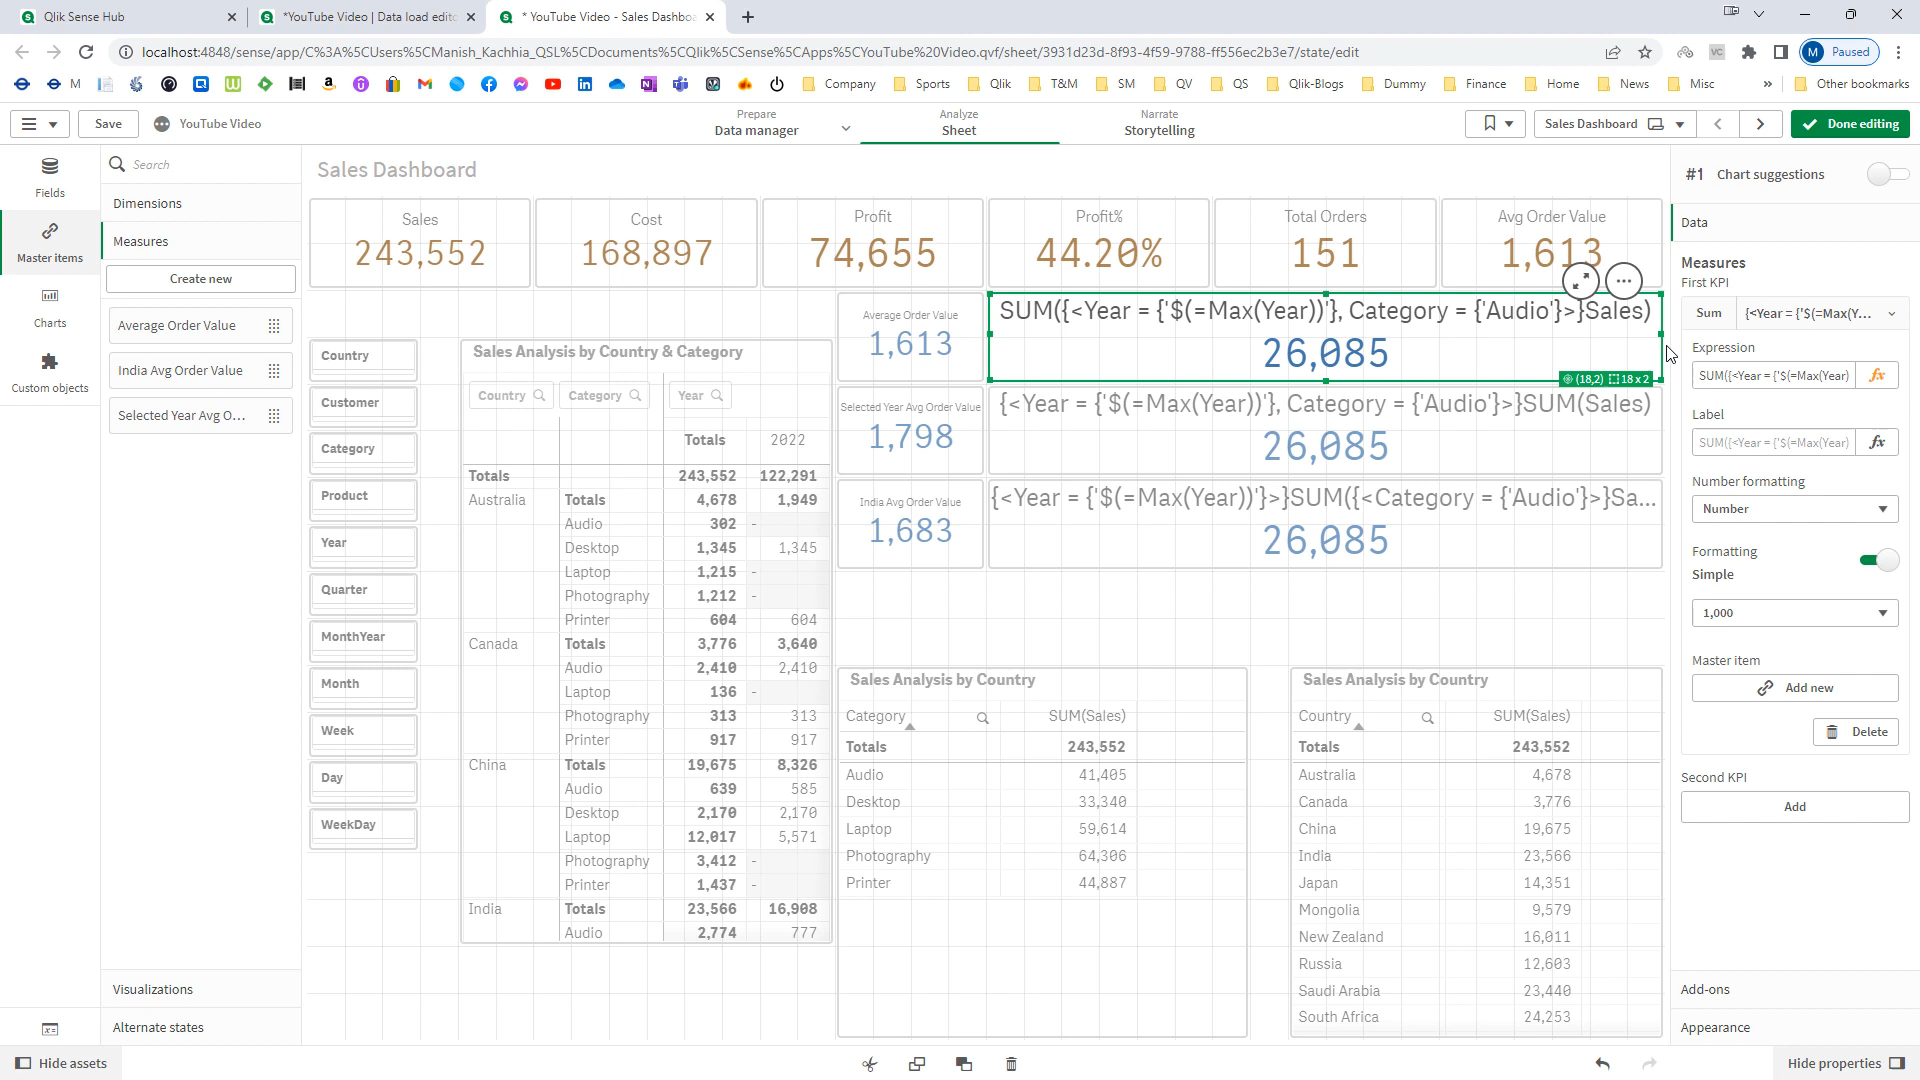 Qlik Sense Hub
*YouTube Video | Data load edito
* YouTube Video - Sales Dashboa
localhost:4848/sense/app/C%3A%5CUsers%5CManish_Kachhia_QSL%5CDocuments%5CQlik%5CSense%5CApps%5CYouTube%20Video.qvf/sheet/3931d23d-8f93-4f59-9788-ff556ec2b3e7/state/edit
VC
M Paused
M
Company
Sports
Qlik
T&M
SM
QV
QS
Qlik-Blogs
Dummy
Finance
Home
News
Misc
»
Other bookmarks
Save
YouTube Video
Prepare
Data manager
Analyze
Sheet
Narrate
Storytelling
Sales Dashboard
Done editing
Fields
Master items
Charts
Custom objects
Search
Dimensions
Measures
Create new
Average Order Value
India Avg Order Value
Selected Year Avg O...
Visualizations
Alternate states
Hide assets
Sales Dashboard
Sales
243,552
Cost
168,897
Profit
74,655
Profit%
44.20%
Total Orders
151
Avg Order Value
1,613
Average Order Value
1,613
SUM({<Year = {'$(=Max(Year))'}, Category = {'Audio'}>}Sales)
26,085
(18,2) 18 x 2
Selected Year Avg Order Value
1,798
{<Year = {'$(=Max(Year))'}, Category = {'Audio'}>}SUM(Sales)
26,085
India Avg Order Value
1,683
{<Year = {'$(=Max(Year))'}>}SUM({<Category = {'Audio'}>}Sa...
26,085
Country
Customer
Category
Product
Year
Quarter
MonthYear
Month
Week
Day
WeekDay
Sales Analysis by Country & Category
Country Category Year
Totals 2022
Totals 243,552 122,291
Australia Totals 4,678 1,949
Audio 302 -
Desktop 1,345 1,345
Laptop 1,215 -
Photography 1,212 -
Printer 604 604
Canada Totals 3,776 3,640
Audio 2,410 2,410
Laptop 136 -
Photography 313 313
Printer 917 917
China Totals 19,675 8,326
Audio 639 585
Desktop 2,170 2,170
Laptop 12,017 5,571
Photography 3,412 -
Printer 1,437 -
India Totals 23,566 16,908
Audio 2,774 777
Sales Analysis by Country
Category SUM(Sales)
Totals 243,552
Audio 41,405
Desktop 33,340
Laptop 59,614
Photography 64,306
Printer 44,887
Sales Analysis by Country
Country SUM(Sales)
Totals 243,552
Australia 4,678
Canada 3,776
China 19,675
India 23,566
Japan 14,351
Mongolia 9,579
New Zealand 16,011
Russia 12,603
Saudi Arabia 23,440
South Africa 24,253
#1 Chart suggestions
Data
Measures
First KPI
Sum {<Year = {'$(=Max(Y...
Expression
SUM({<Year = {'$(=Max(Year) fx
Label
SUM({<Year = {'$(=Max(Year) fx
Number formatting
Number
Formatting
Simple
1,000
Master item
Add new
Delete
Second KPI
Add
Add-ons
Appearance
Hide properties